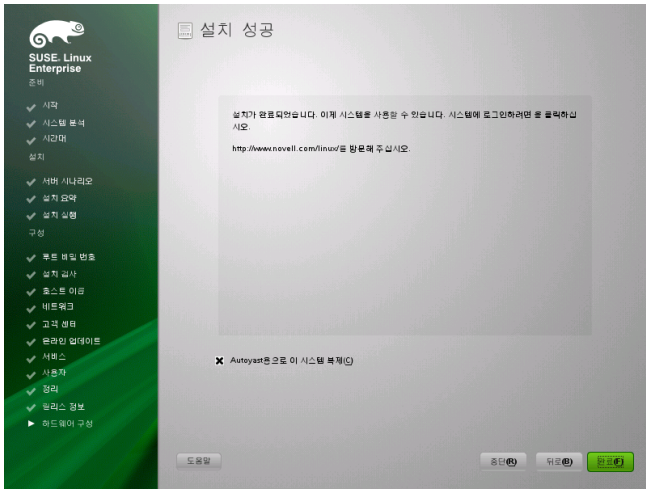 SUSE. Linux
Enterprise
준비
시작
시스템 분석
시간대
설치
서버 시나리오
설치 요약
설치 실행
구성
루트 비밀 번호
설치 검사
호스트 이름
네트워크
고객 센터
온라인 업데이트
서비스
사용자
정리
릴리스 정보
하드웨어 구성
설치 성공
설치가 완료되었습니다. 이제 시스템을 사용할 수 있습니다. 시스템에 로그인하려면 을 클릭하십
시오.
http://www.novell.com/linux/를 방문해 주십시오.
Autoyast용으로 이 시스템 복제(C)
도움말
중단(R)
뒤로(B)
완료(F)